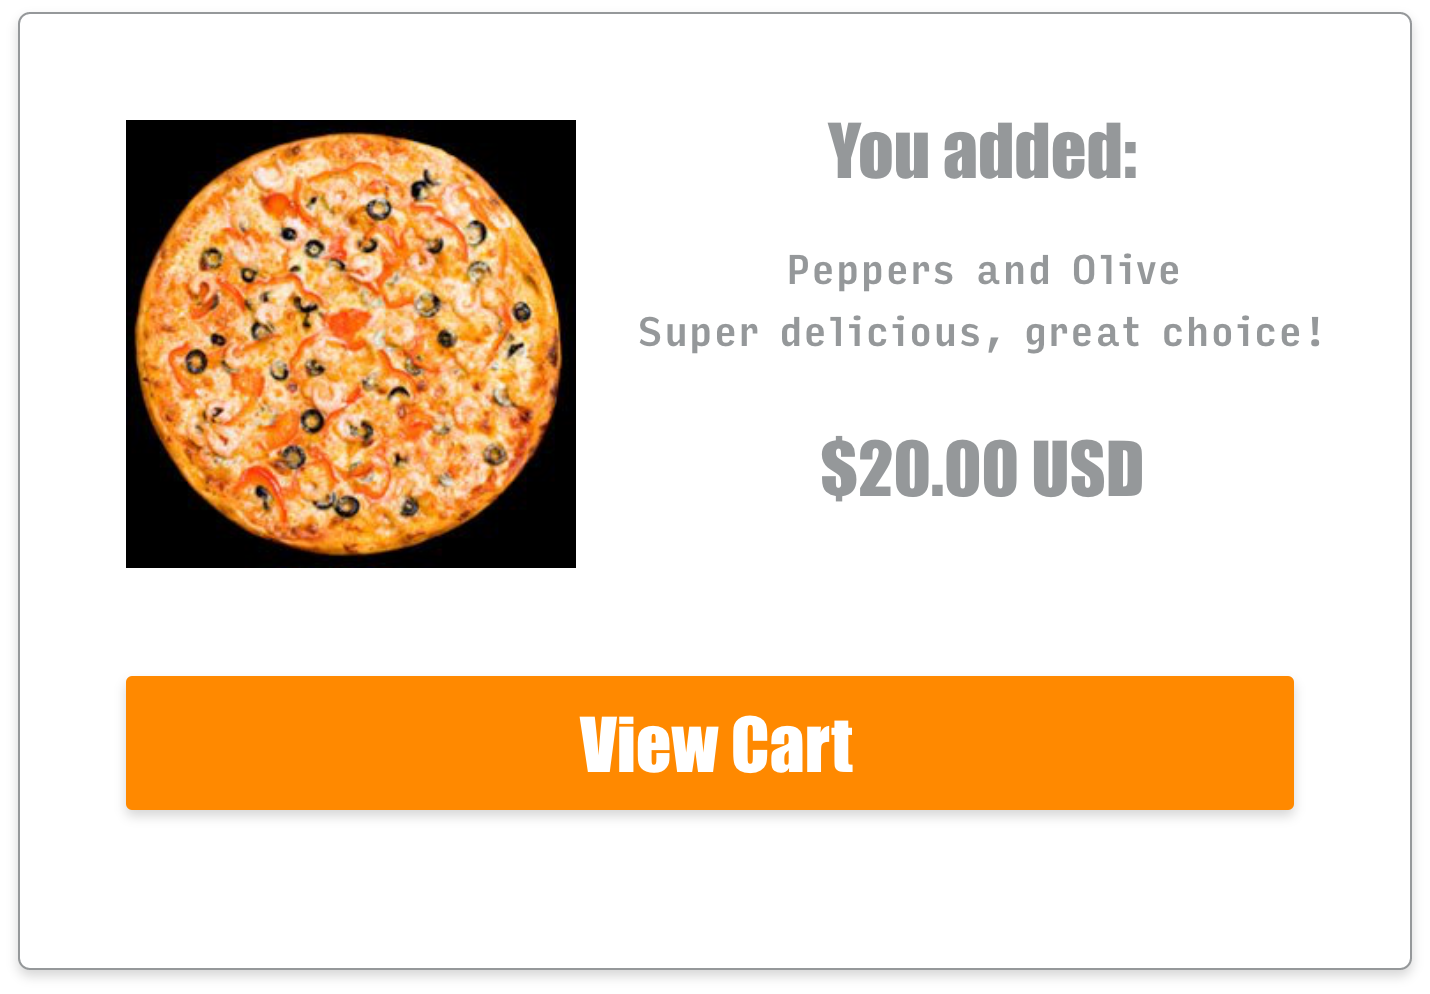 You added:
Peppers and Olive
Super delicious, great choice!
$20.00 USD
View Cart